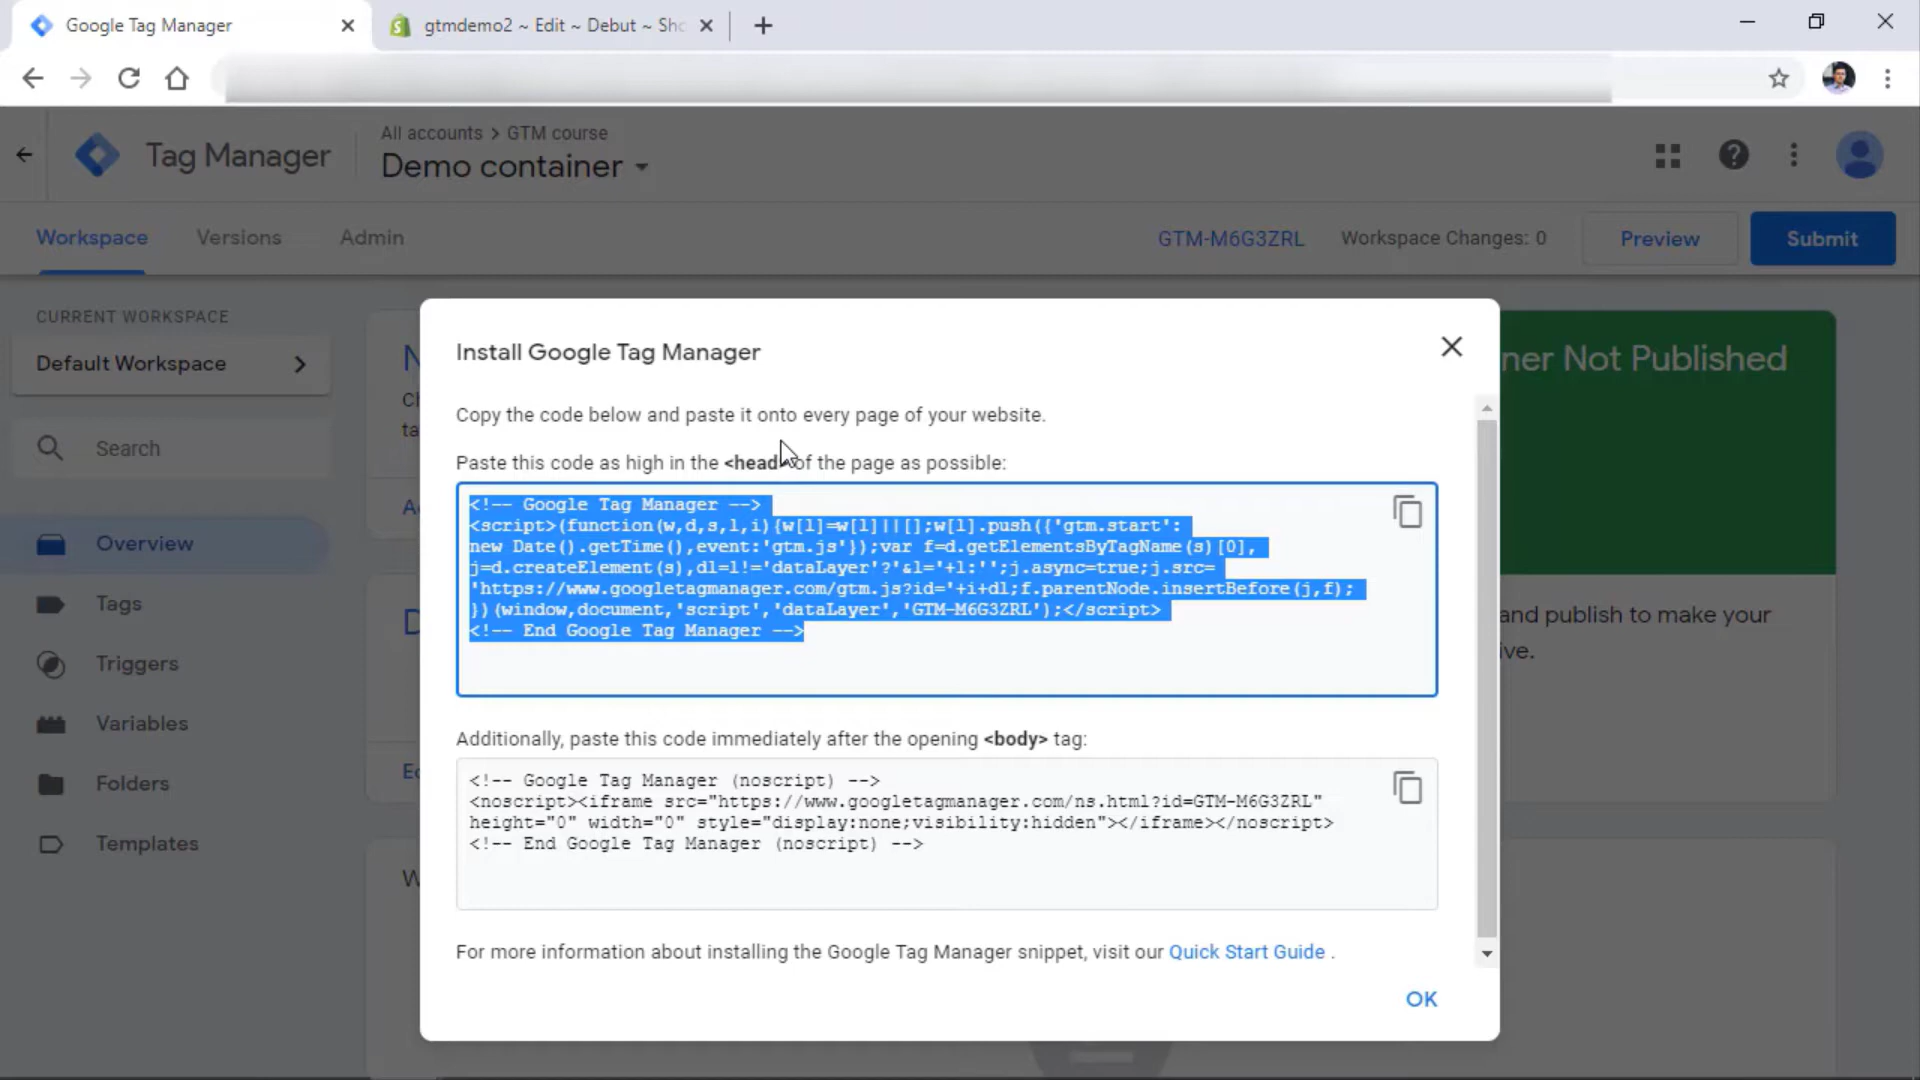 Google Tag Manager
gtmdemo2 ~ Edit ~ Debut ~ Sho
Tag Manager
All accounts > GTM course
Demo container
Workspace
Versions
Admin
GTM-M6G3ZRL
Workspace Changes: 0
Preview
Submit
CURRENT WORKSPACE
Default Workspace
Search
Overview
Tags
Triggers
Variables
Folders
Templates
ner Not Published
and publish to make your
ive.
Install Google Tag Manager
Copy the code below and paste it onto every page of your website.
Paste this code as high in the <head> of the page as possible:
<!-- Google Tag Manager -->
<script>(function(w,d,s,l,i){w[l]=w[l]||[];w[l].push({'gtm.start':
new Date().getTime(),event:'gtm.js'});var f=d.getElementsByTagName(s)[0],
j=d.createElement(s),dl=l!='dataLayer'?'&l='+l:'';j.async=true;j.src=
'https://www.googletagmanager.com/gtm.js?id='+i+dl;f.parentNode.insertBefore(j,f);
})(window,document,'script','dataLayer','GTM-M6G3ZRL');</script>
<!-- End Google Tag Manager -->
Additionally, paste this code immediately after the opening <body> tag:
<!-- Google Tag Manager (noscript) -->
<noscript><iframe src="https://www.googletagmanager.com/ns.html?id=GTM-M6G3ZRL"
height="0" width="0" style="display:none;visibility:hidden"></iframe></noscript>
<!-- End Google Tag Manager (noscript) -->
For more information about installing the Google Tag Manager snippet, visit our Quick Start Guide .
OK